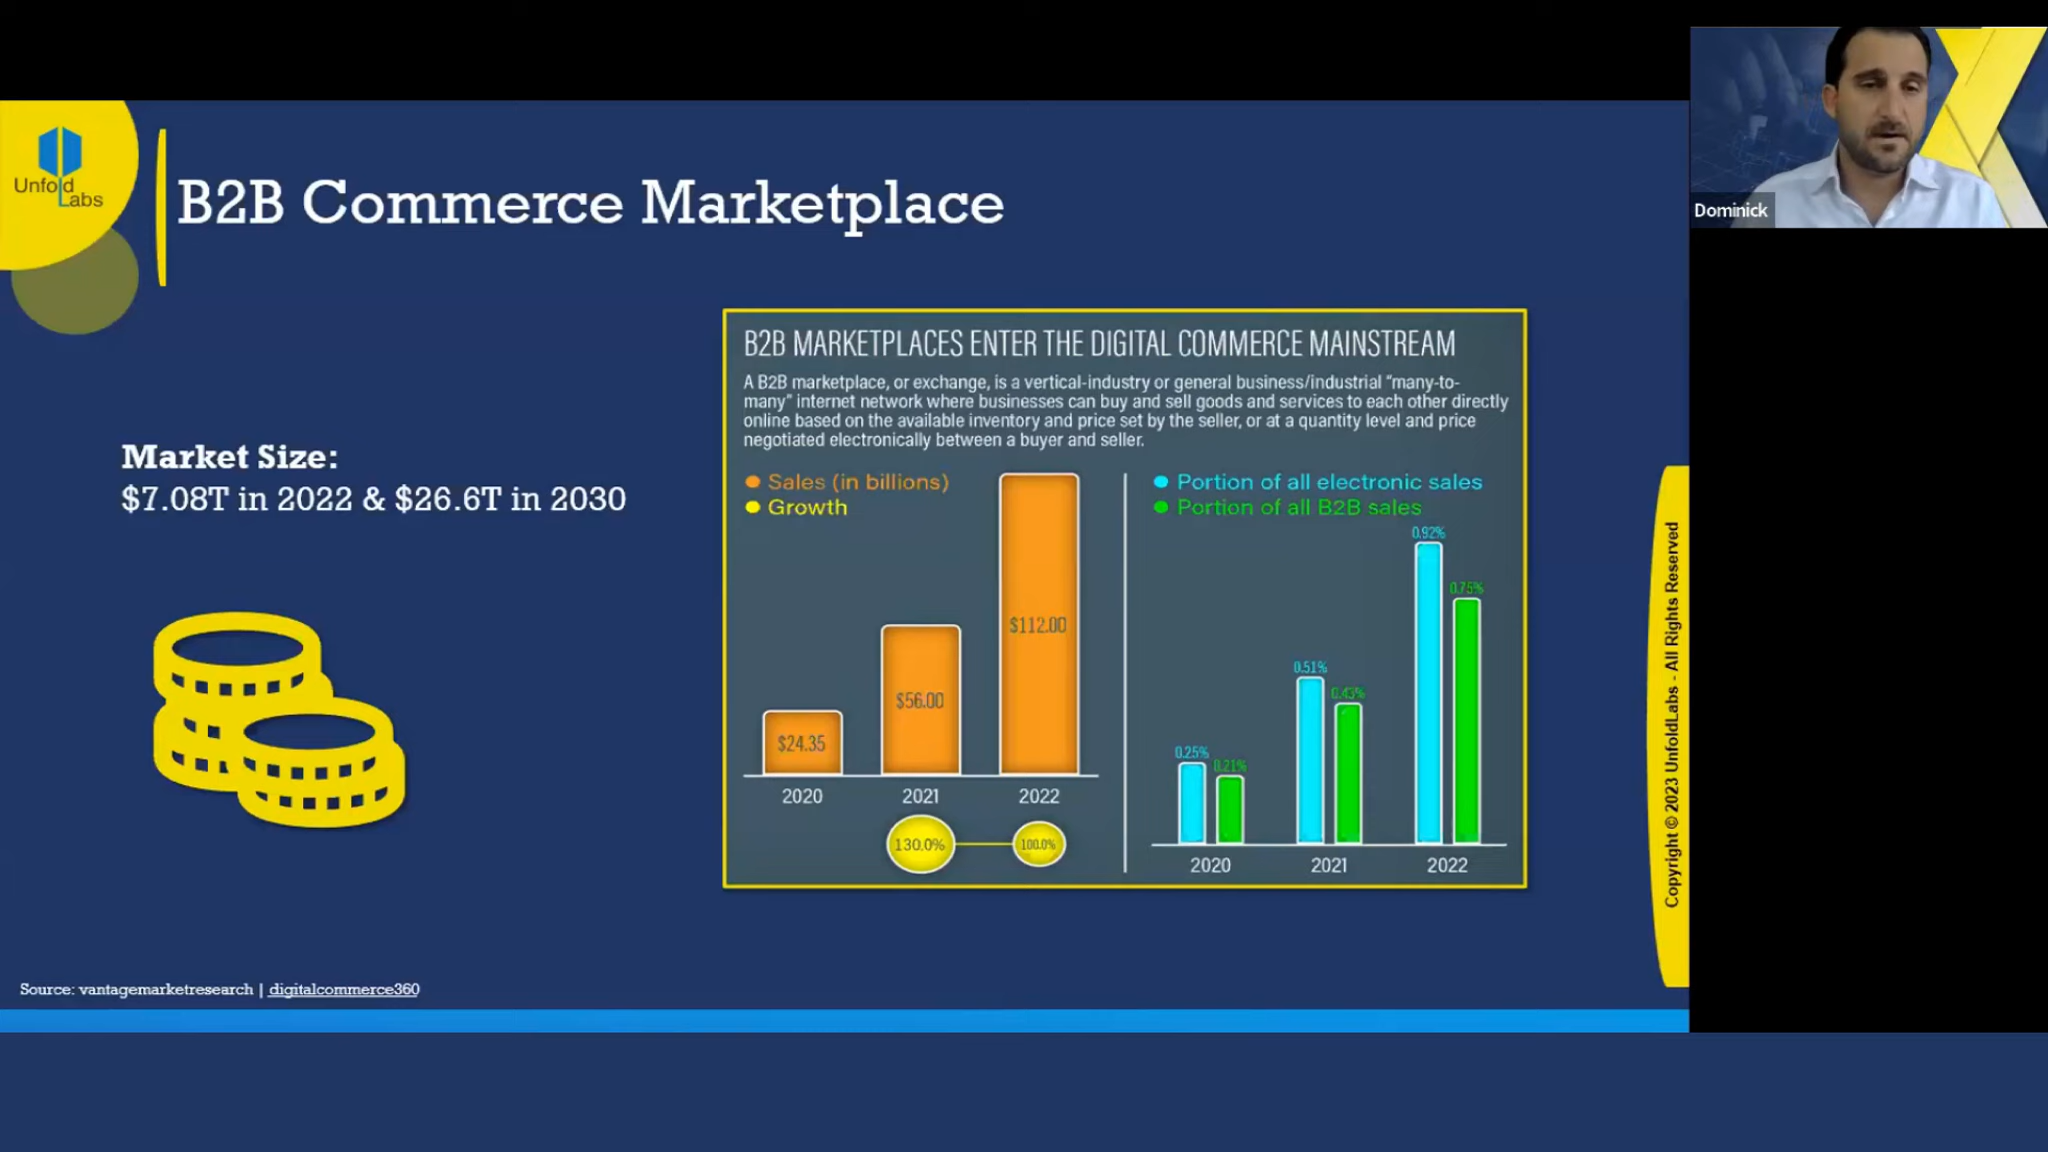 Unfold
Labs
B2B Commerce Marketplace
Dominick
Market Size:
$7.08T in 2022 & $26.6T in 2030
B2B MARKETPLACES ENTER THE DIGITAL COMMERCE MAINSTREAM
A B2B marketplace, or exchange, is a vertical-industry or general business/industrial “many-to-
many” internet network where businesses can buy and sell goods and services to each other directly
online based on the available inventory and price set by the seller, or at a quantity level and price
negotiated electronically between a buyer and seller.
Sales (in billions)
Growth
$24.35
$56.00
$112.00
2020 2021 2022
130.0% 100.0%
Portion of all electronic sales
Portion of all B2B sales
0.25% 0.21%
0.51% 0.43%
0.92% 0.75%
2020 2021 2022
Copyright © 2023 UnfoldLabs - All Rights Reserved
Source: vantagemarketresearch | digitalcommerce360